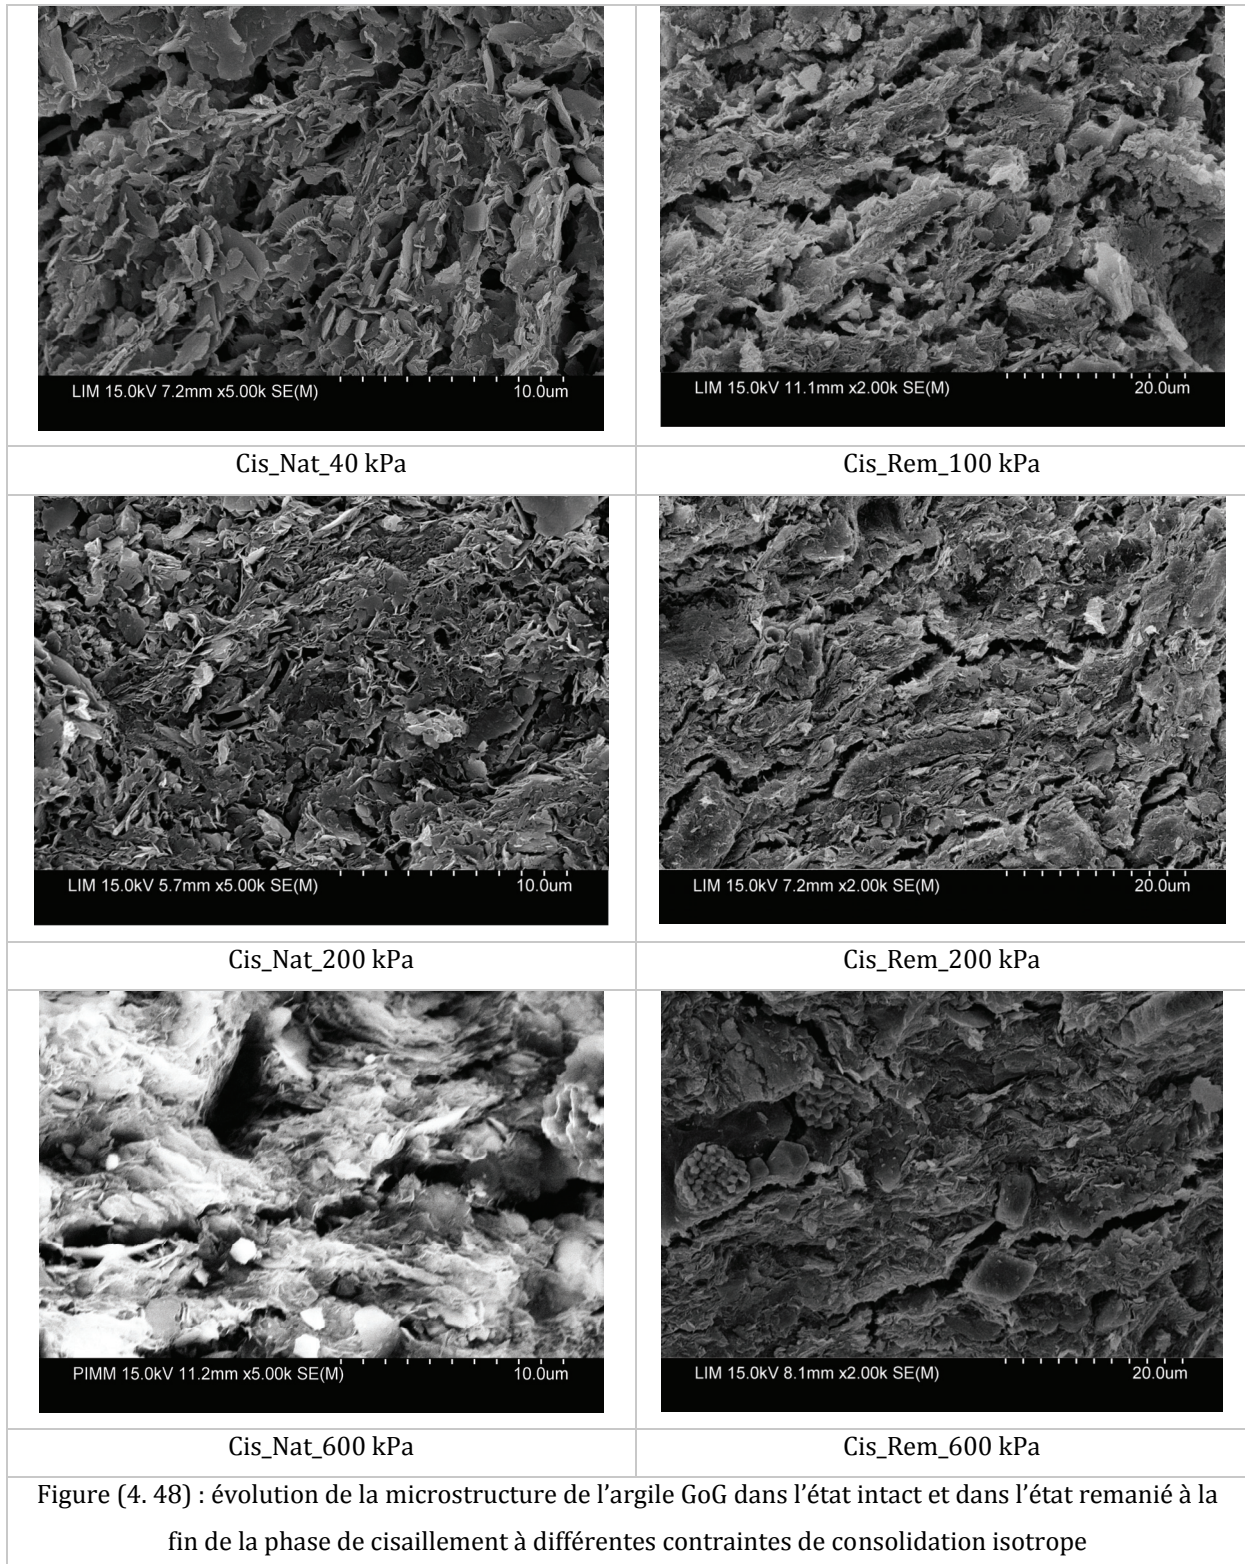 LIM 15.0kV 7.2mm x5.00k SE(M) 10.0um
LIM 15.0kV 11.1mm x2.00k SE(M) 20.0um
Cis_Nat_40 kPa
Cis_Rem_100 kPa
LIM 15.0kV 5.7mm x5.00k SE(M) 10.0um
LIM 15.0kV 7.2mm x2.00k SE(M) 20.0um
Cis_Nat_200 kPa
Cis_Rem_200 kPa
PIMM 15.0kV 11.2mm x5.00k SE(M) 10.0um
LIM 15.0kV 8.1mm x2.00k SE(M) 20.0um
Cis_Nat_600 kPa
Cis_Rem_600 kPa
Figure (4. 48) : évolution de la microstructure de l’argile GoG dans l’état intact et dans l’état remanié à la
fin de la phase de cisaillement à différentes contraintes de consolidation isotrope